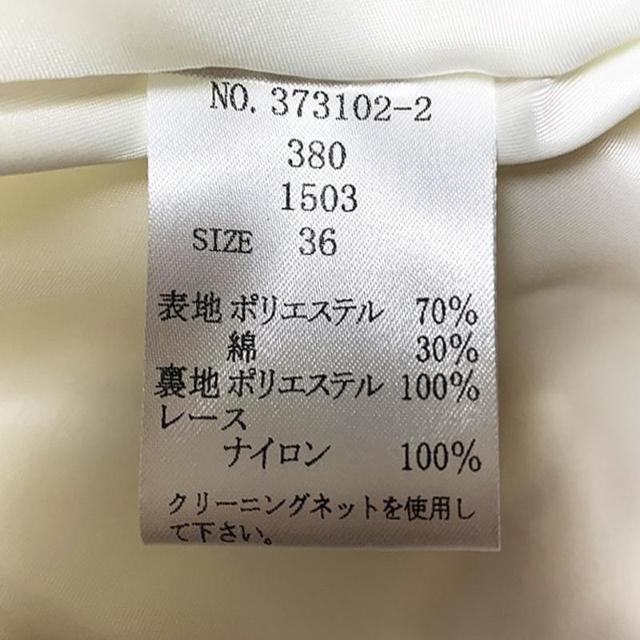 NO. 373102-2
380
1503
SIZE 36
表地 ポリエステル 70%
綿 30%
裏地 ポリエステル 100%
レース
ナイロン 100%
クリーニングネットを使用し
て下さい。